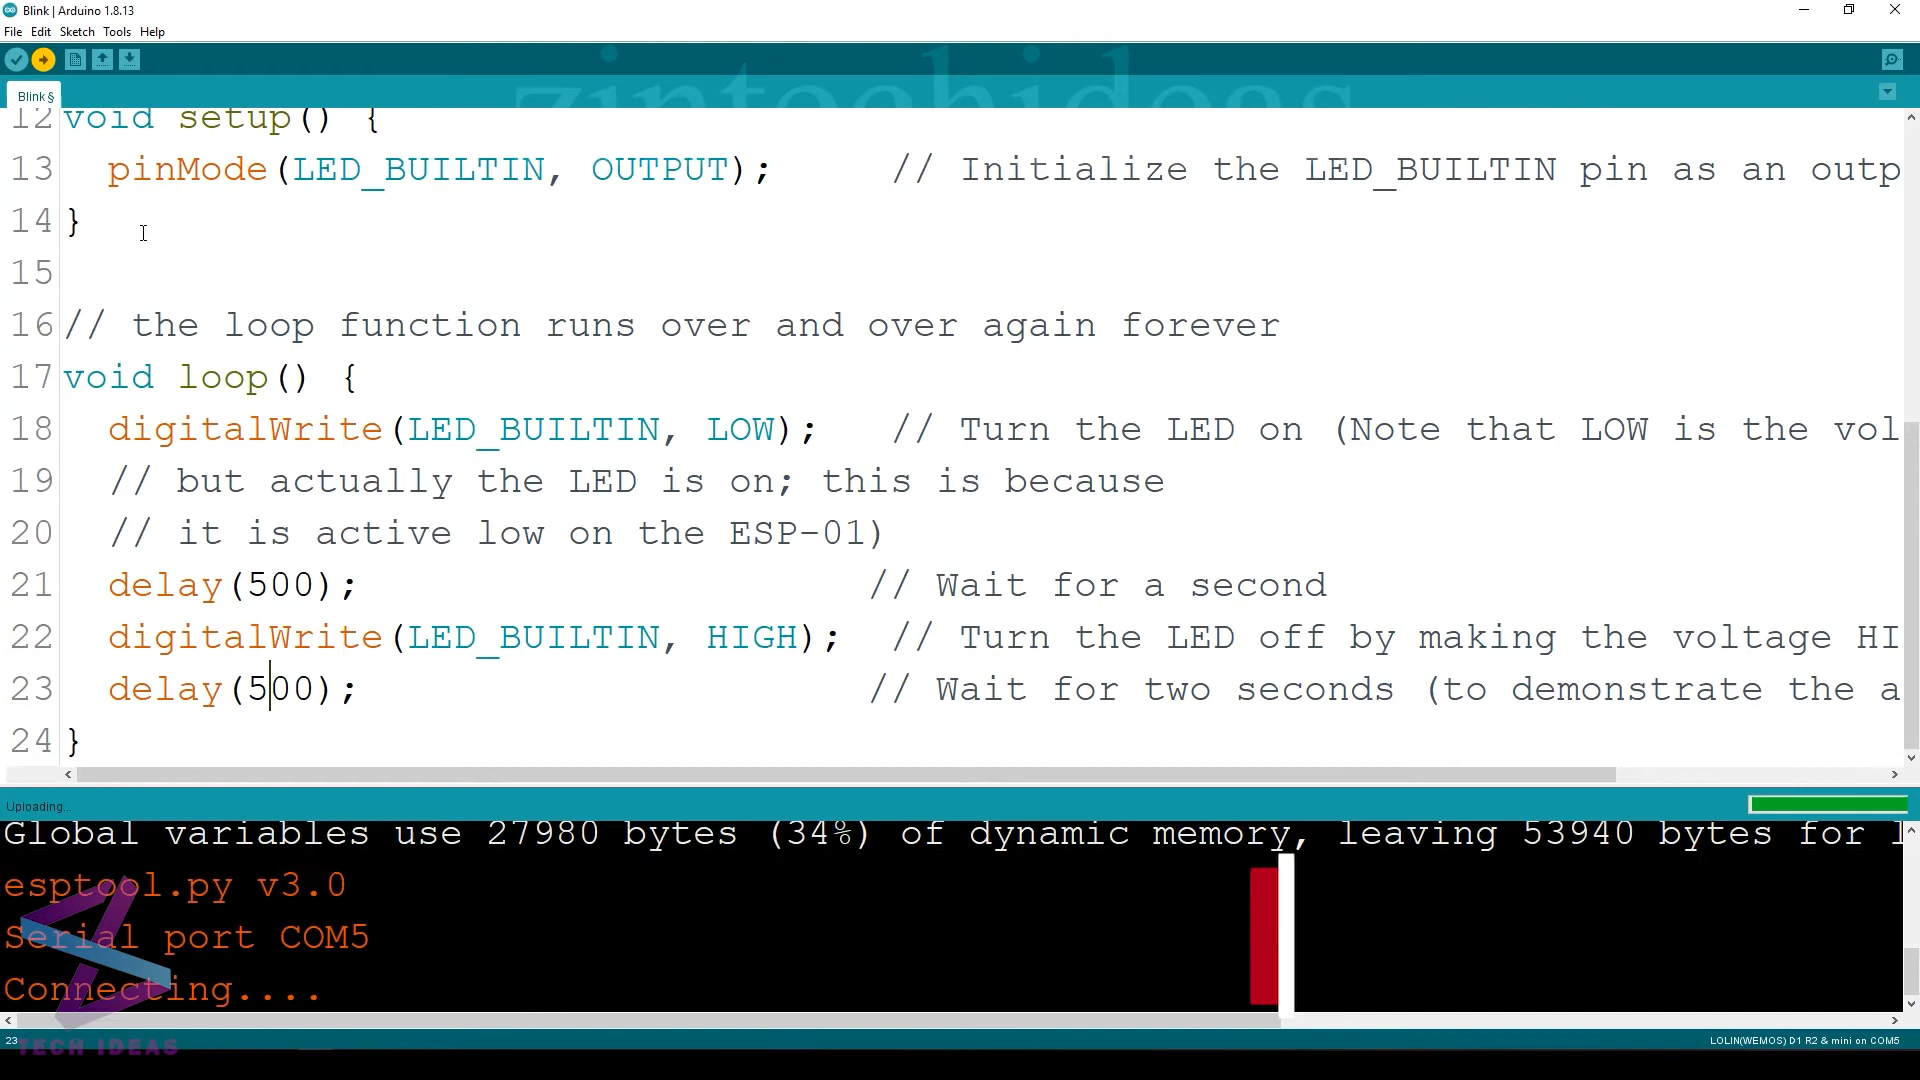 Blink | Arduino 1.8.13
File Edit Sketch Tools Help
zintechideas
Blink §
12 void setup() {
13   pinMode(LED_BUILTIN, OUTPUT);     // Initialize the LED_BUILTIN pin as an outp
14 }
15
16 // the loop function runs over and over again forever
17 void loop() {
18   digitalWrite(LED_BUILTIN, LOW);   // Turn the LED on (Note that LOW is the vol
19   // but actually the LED is on; this is because
20   // it is active low on the ESP-01)
21   delay(500);                      // Wait for a second
22   digitalWrite(LED_BUILTIN, HIGH);  // Turn the LED off by making the voltage HI
23   delay(500);                      // Wait for two seconds (to demonstrate the a
24 }
Uploading...
Global variables use 27980 bytes (34%) of dynamic memory, leaving 53940 bytes for l
esptool.py v3.0
Serial port COM5
Connecting....
23
TECH IDEAS
LOLIN(WEMOS) D1 R2 & mini on COM5